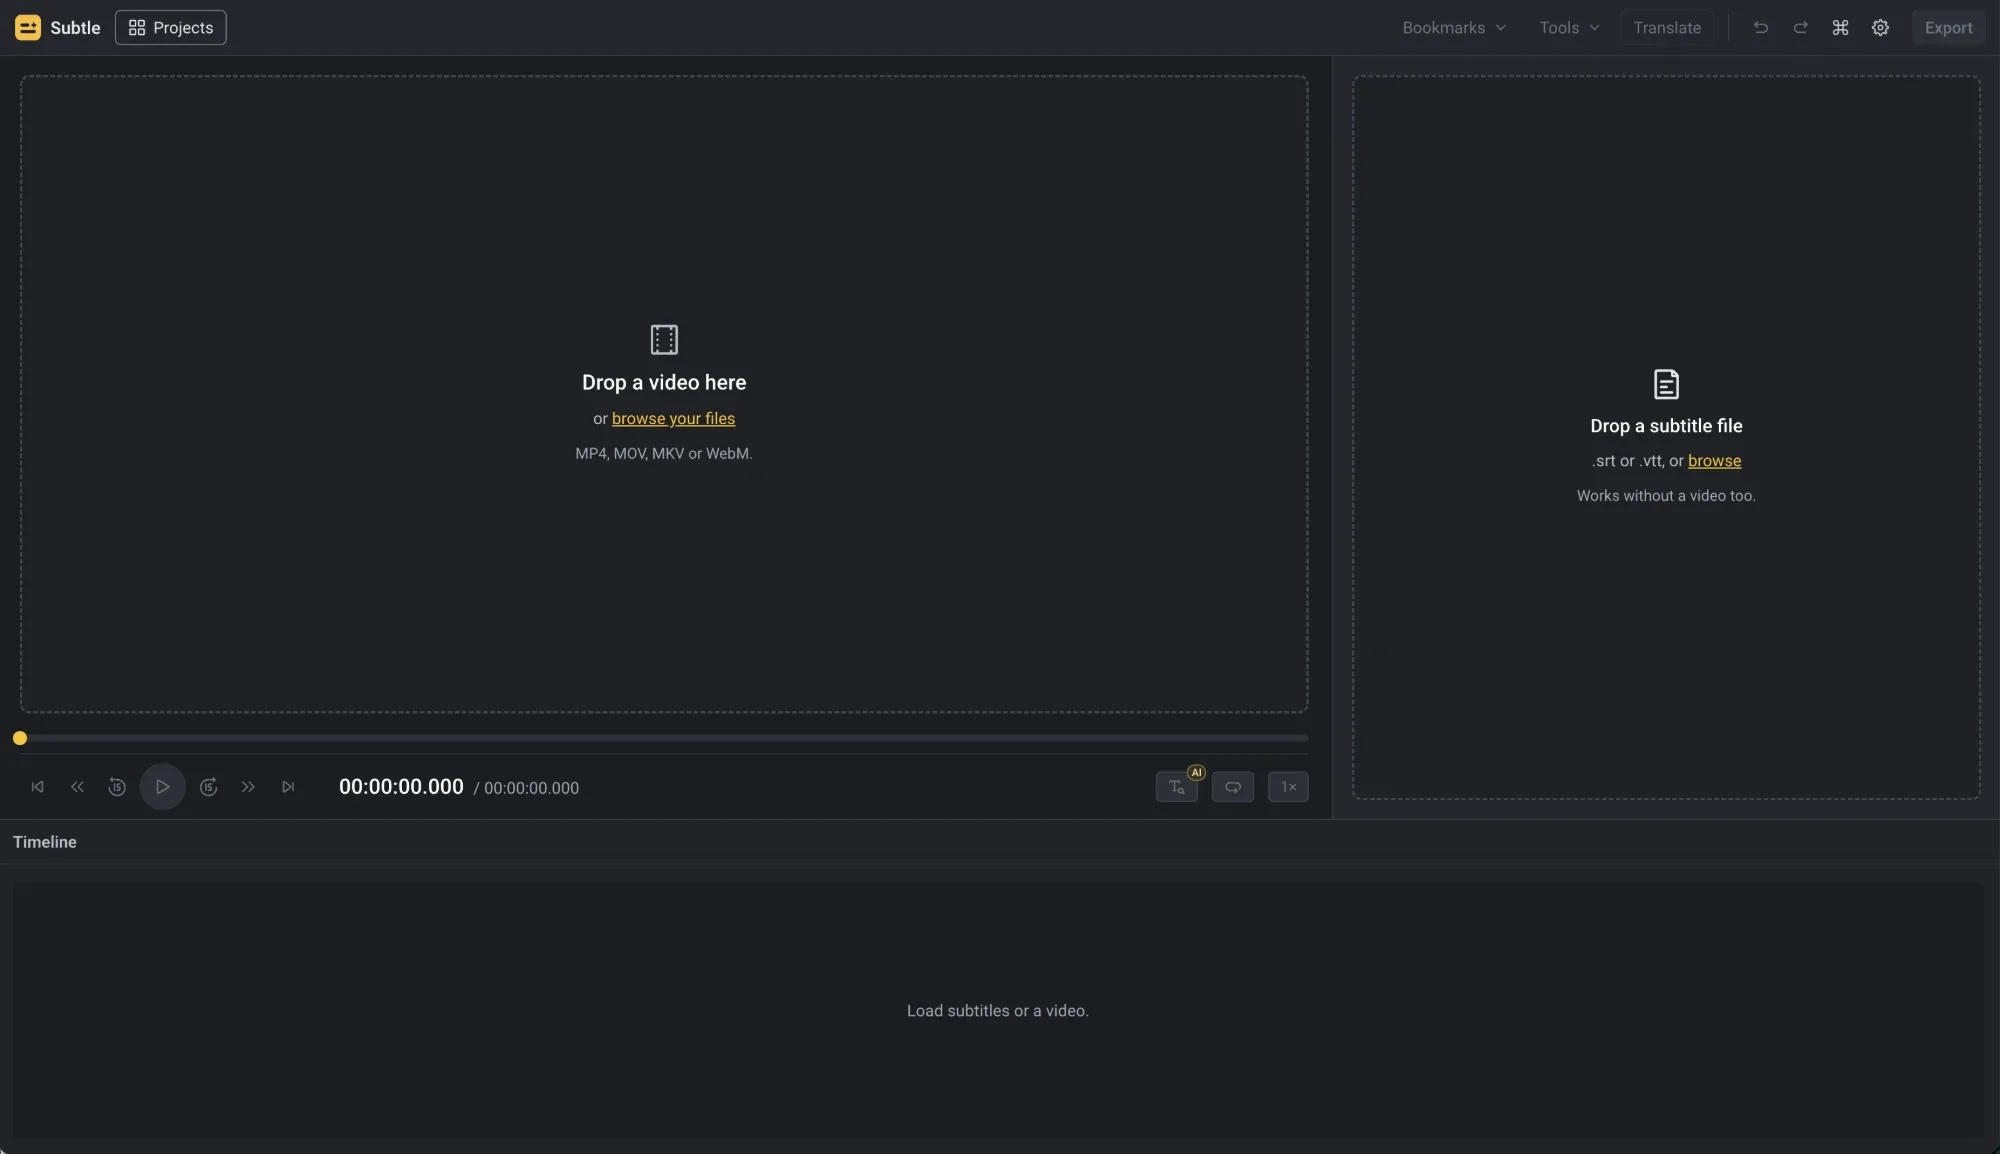 Subtle
Projects
Bookmarks
Tools
Translate
Export
Drop a video here
or browse your files
MP4, MOV, MKV or WebM.
Drop a subtitle file
.srt or .vtt, or browse
Works without a video too.
15
15
00:00:00.000 / 00:00:00.000
AI
1×
Timeline
Load subtitles or a video.